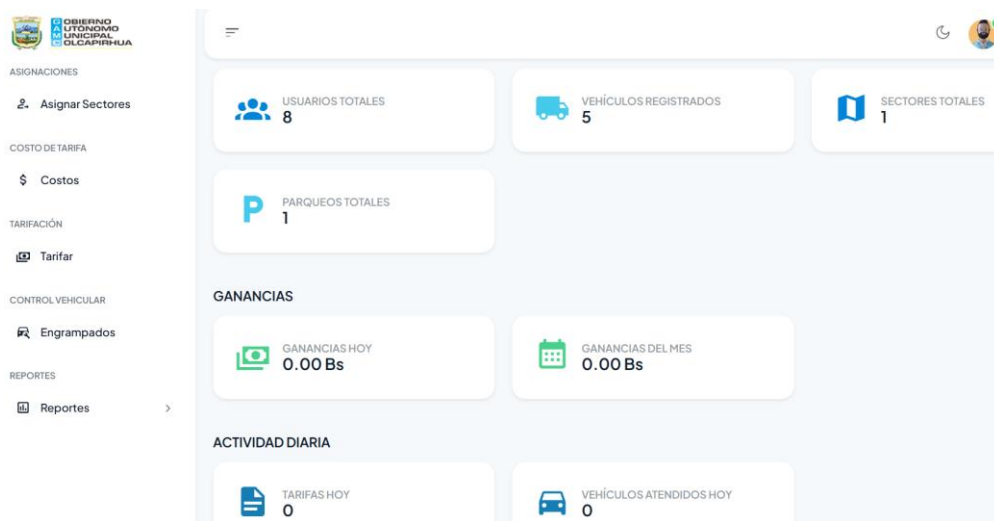 GOBIERNO
AUTÓNOMO
MUNICIPAL
COLCAPIRHUA
ASIGNACIONES
Asignar Sectores
COSTO DE TARIFA
$ Costos
TARIFACIÓN
Tarifar
CONTROL VEHICULAR
Engrampados
REPORTES
Reportes
USUARIOS TOTALES
8
VEHÍCULOS REGISTRADOS
5
SECTORES TOTALES
1
P
PARQUEOS TOTALES
1
GANANCIAS
GANANCIAS HOY
0.00 Bs
GANANCIAS DEL MES
0.00 Bs
ACTIVIDAD DIARIA
TARIFAS HOY
0
VEHÍCULOS ATENDIDOS HOY
0